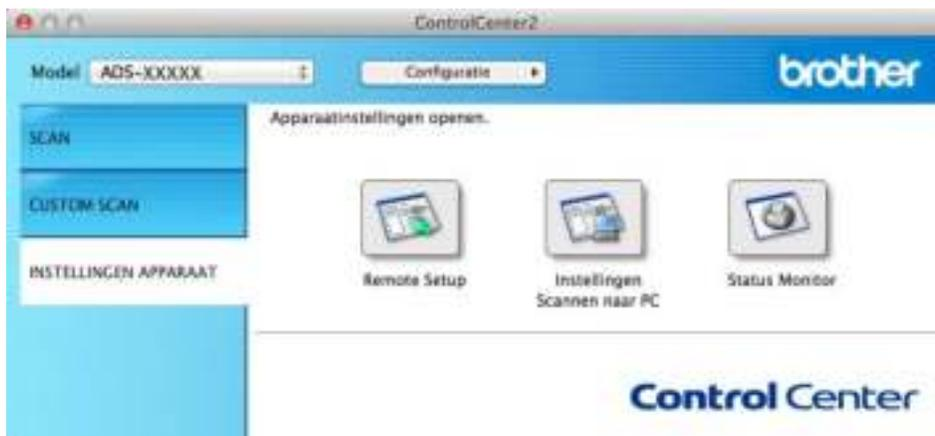 ControlCenter2
Model ADS-XXXXX Configuratie brother
SCAN
CUSTOM SCAN
INSTELLINGEN APPARAAT
Apparaatinstellingen openen.
Remote Setup
Instellingen
Scannen naar PC
Status Monitor
Control Center